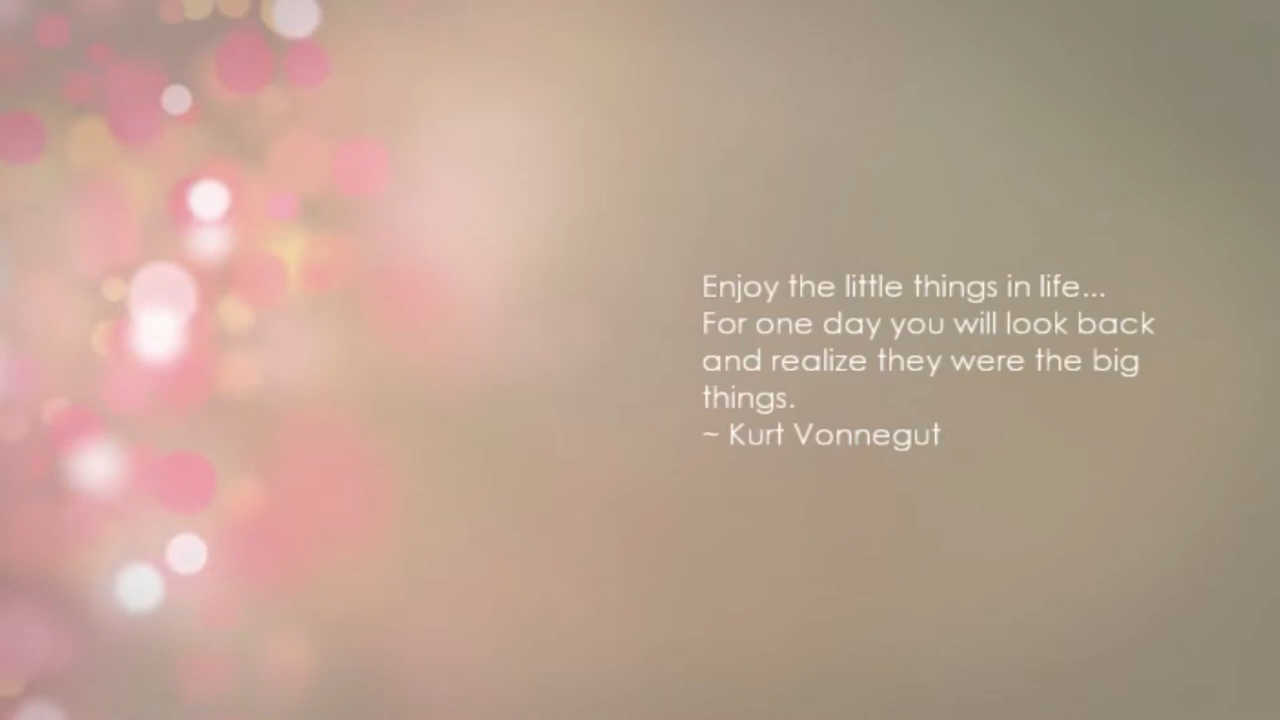 Enjoy the little things in life...
For one day you will look back
and realize they were the big
things.
~ Kurt Vonnegut